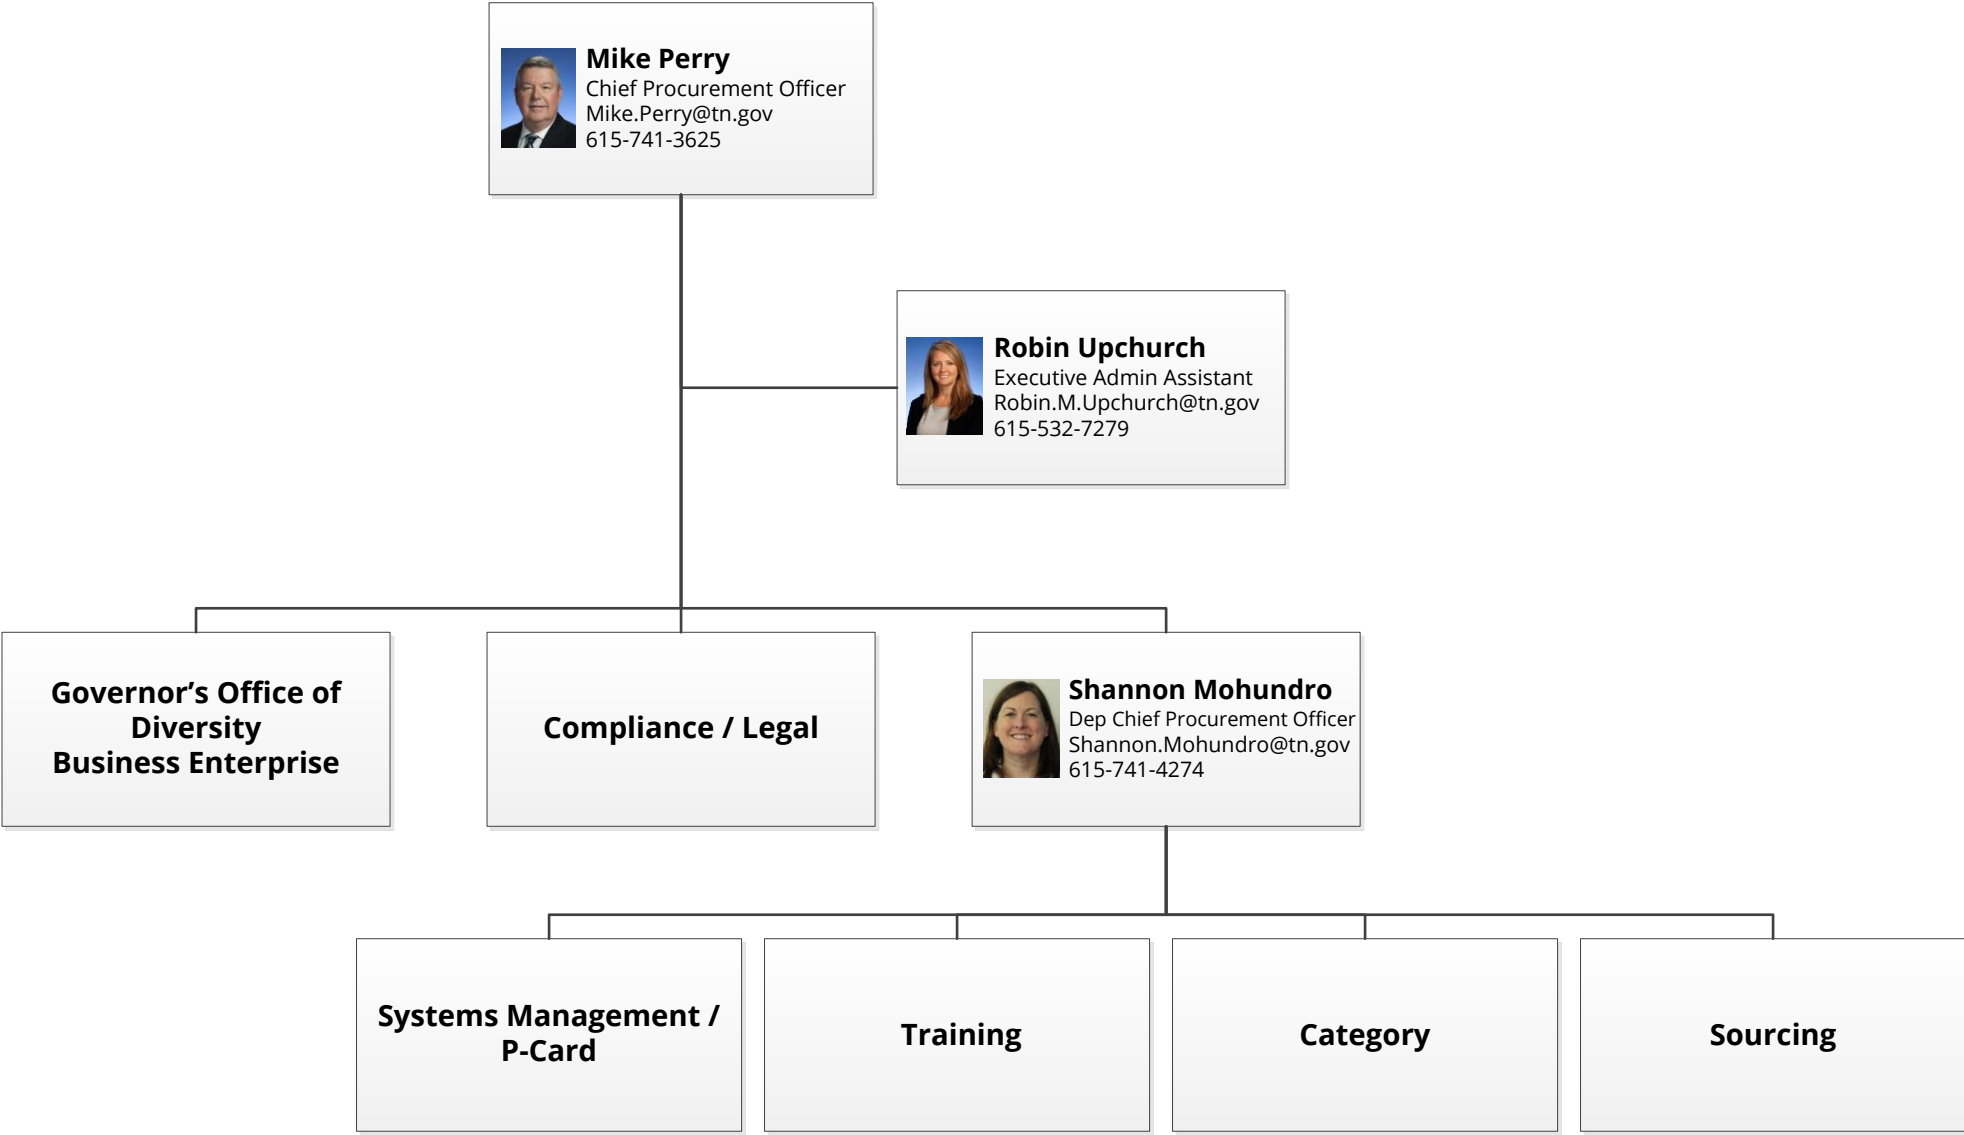 Mike Perry
Chief Procurement Officer
Mike.Perry@tn.gov
615-741-3625
Robin Upchurch
Executive Admin Assistant
Robin.M.Upchurch@tn.gov
615-532-7279
Governor’s Office of
Diversity
Business Enterprise
Compliance / Legal
Shannon Mohundro
Dep Chief Procurement Officer
Shannon.Mohundro@tn.gov
615-741-4274
Systems Management /
P-Card
Training
Category
Sourcing